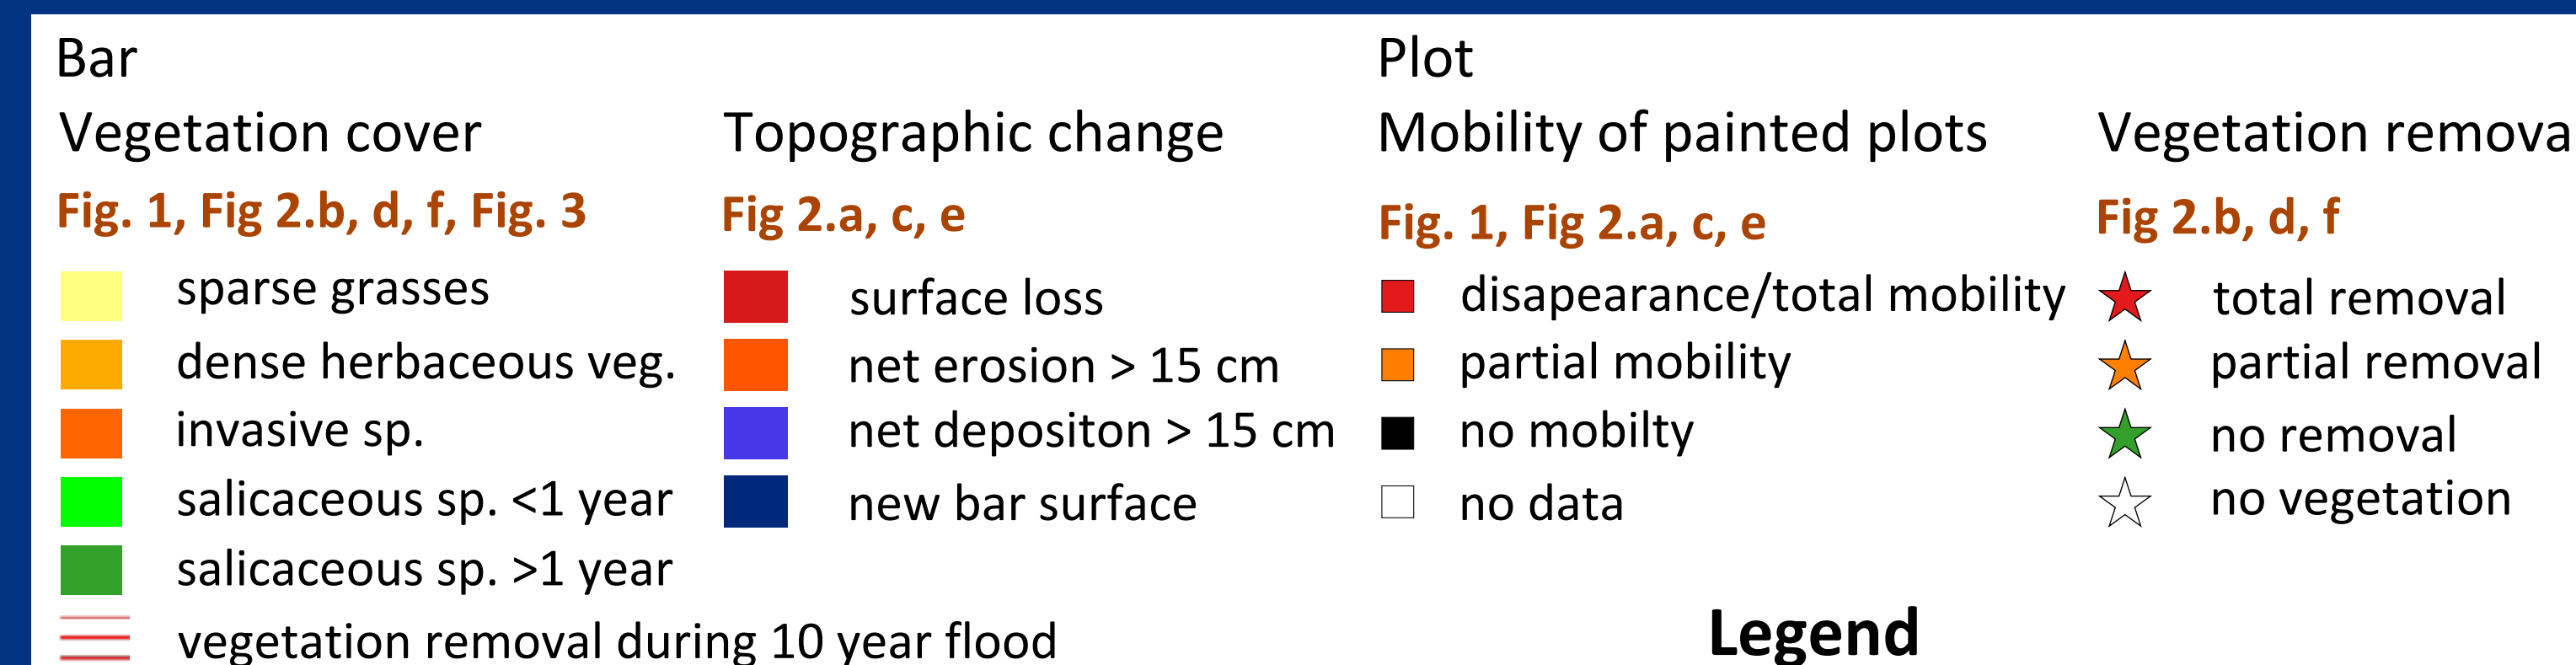 Bar
Vegetation cover
Fig. 1, Fig 2.b, d, f, Fig. 3
sparse grasses
dense herbaceous veg.
invasive sp.
salicaceous sp. <1 year
salicaceous sp. >1 year
vegetation removal during 10 year flood
Topographic change
Fig 2.a, c, e
surface loss
net erosion > 15 cm
net depositon > 15 cm
new bar surface
Plot
Mobility of painted plots
Fig. 1, Fig 2.a, c, e
disapearance/total mobility
partial mobility
no mobilty
no data
Vegetation remova
Fig 2.b, d, f
total removal
partial removal
no removal
no vegetation
Legend